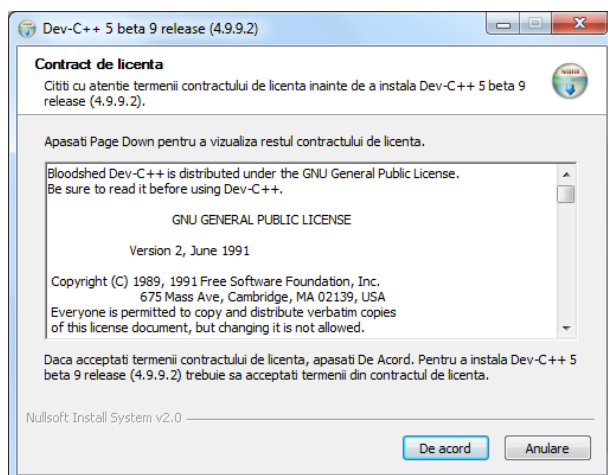 Dev-C++ 5 beta 9 release (4.9.9.2)
Contract de licenta
Cititi cu atentie termenii contractului de licenta inainte de a instala Dev-C++ 5 beta 9
release (4.9.9.2).
Apasati Page Down pentru a vizualiza restul contractului de licenta.
Bloodshed Dev-C++ is distributed under the GNU General Public License.
Be sure to read it before using Dev-C++.
GNU GENERAL PUBLIC LICENSE
Version 2, June 1991
Copyright (C) 1989, 1991 Free Software Foundation, Inc.
675 Mass Ave, Cambridge, MA 02139, USA
Everyone is permitted to copy and distribute verbatim copies
of this license document, but changing it is not allowed.
Daca acceptati termenii contractului de licenta, apasati De Acord. Pentru a instala Dev-C++ 5
beta 9 release (4.9.9.2) trebuie sa acceptati termenii din contractul de licenta.
Nullsoft Install System v2.0
De acord
Anulare